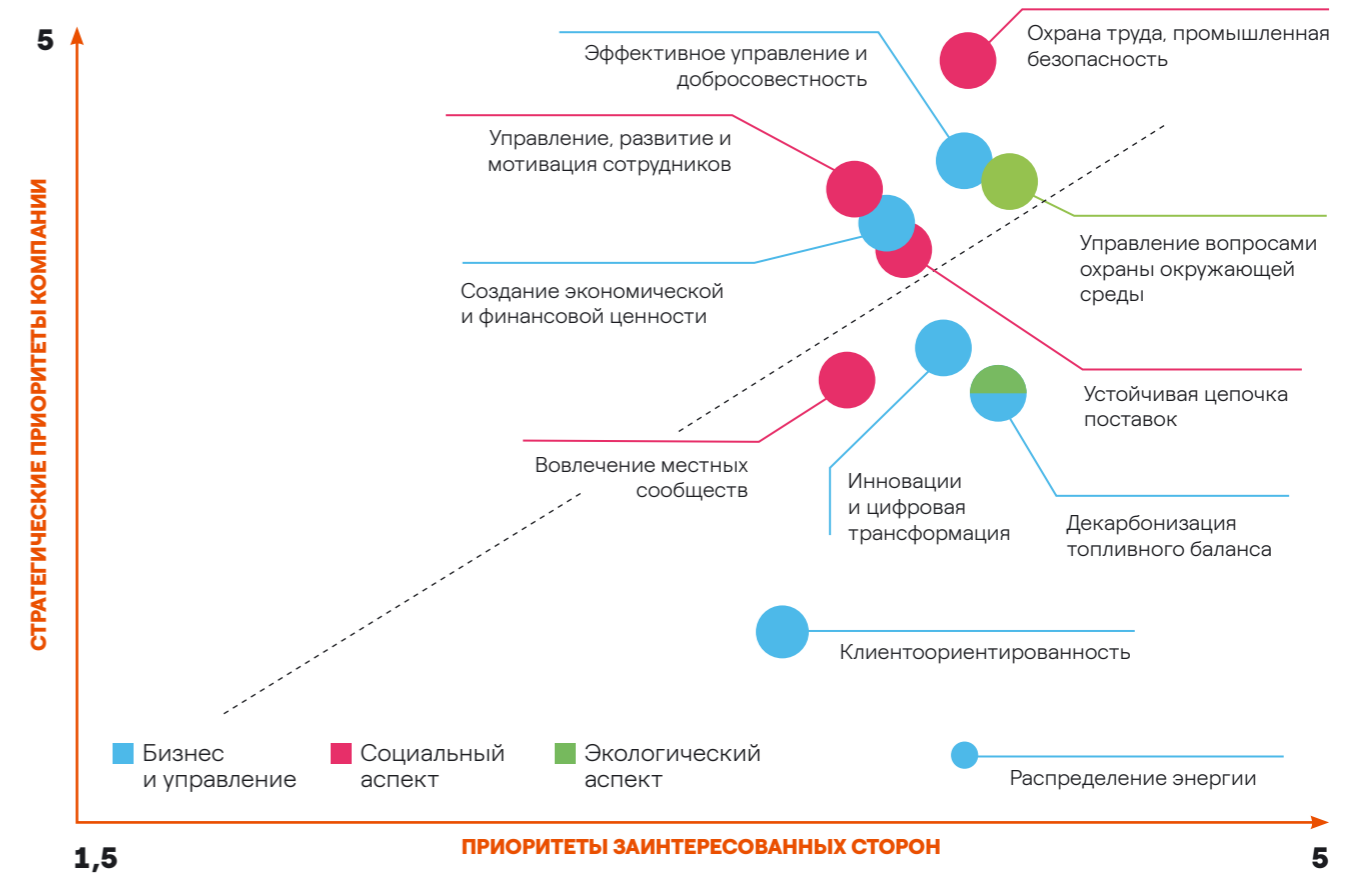 5
СТРАТЕГИЧЕСКИЕ ПРИОРИТЕТЫ КОМПАНИИ
Охрана труда, промышленная
безопасность
Эффективное управление и
добросовестность
Управление, развитие и
мотивация сотрудников
Управление вопросами
охраны окружающей
среды
Создание экономической
и финансовой ценности
Устойчивая цепочка
поставок
Вовлечение местных
сообществ
Инновации
и цифровая
трансформация
Декарбонизация
топливного баланса
Клиентоориентированность
Распределение энергии
Бизнес
и управление
Социальный
аспект
Экологический
аспект
1,5
ПРИОРИТЕТЫ ЗАИНТЕРЕСОВАННЫХ СТОРОН
5